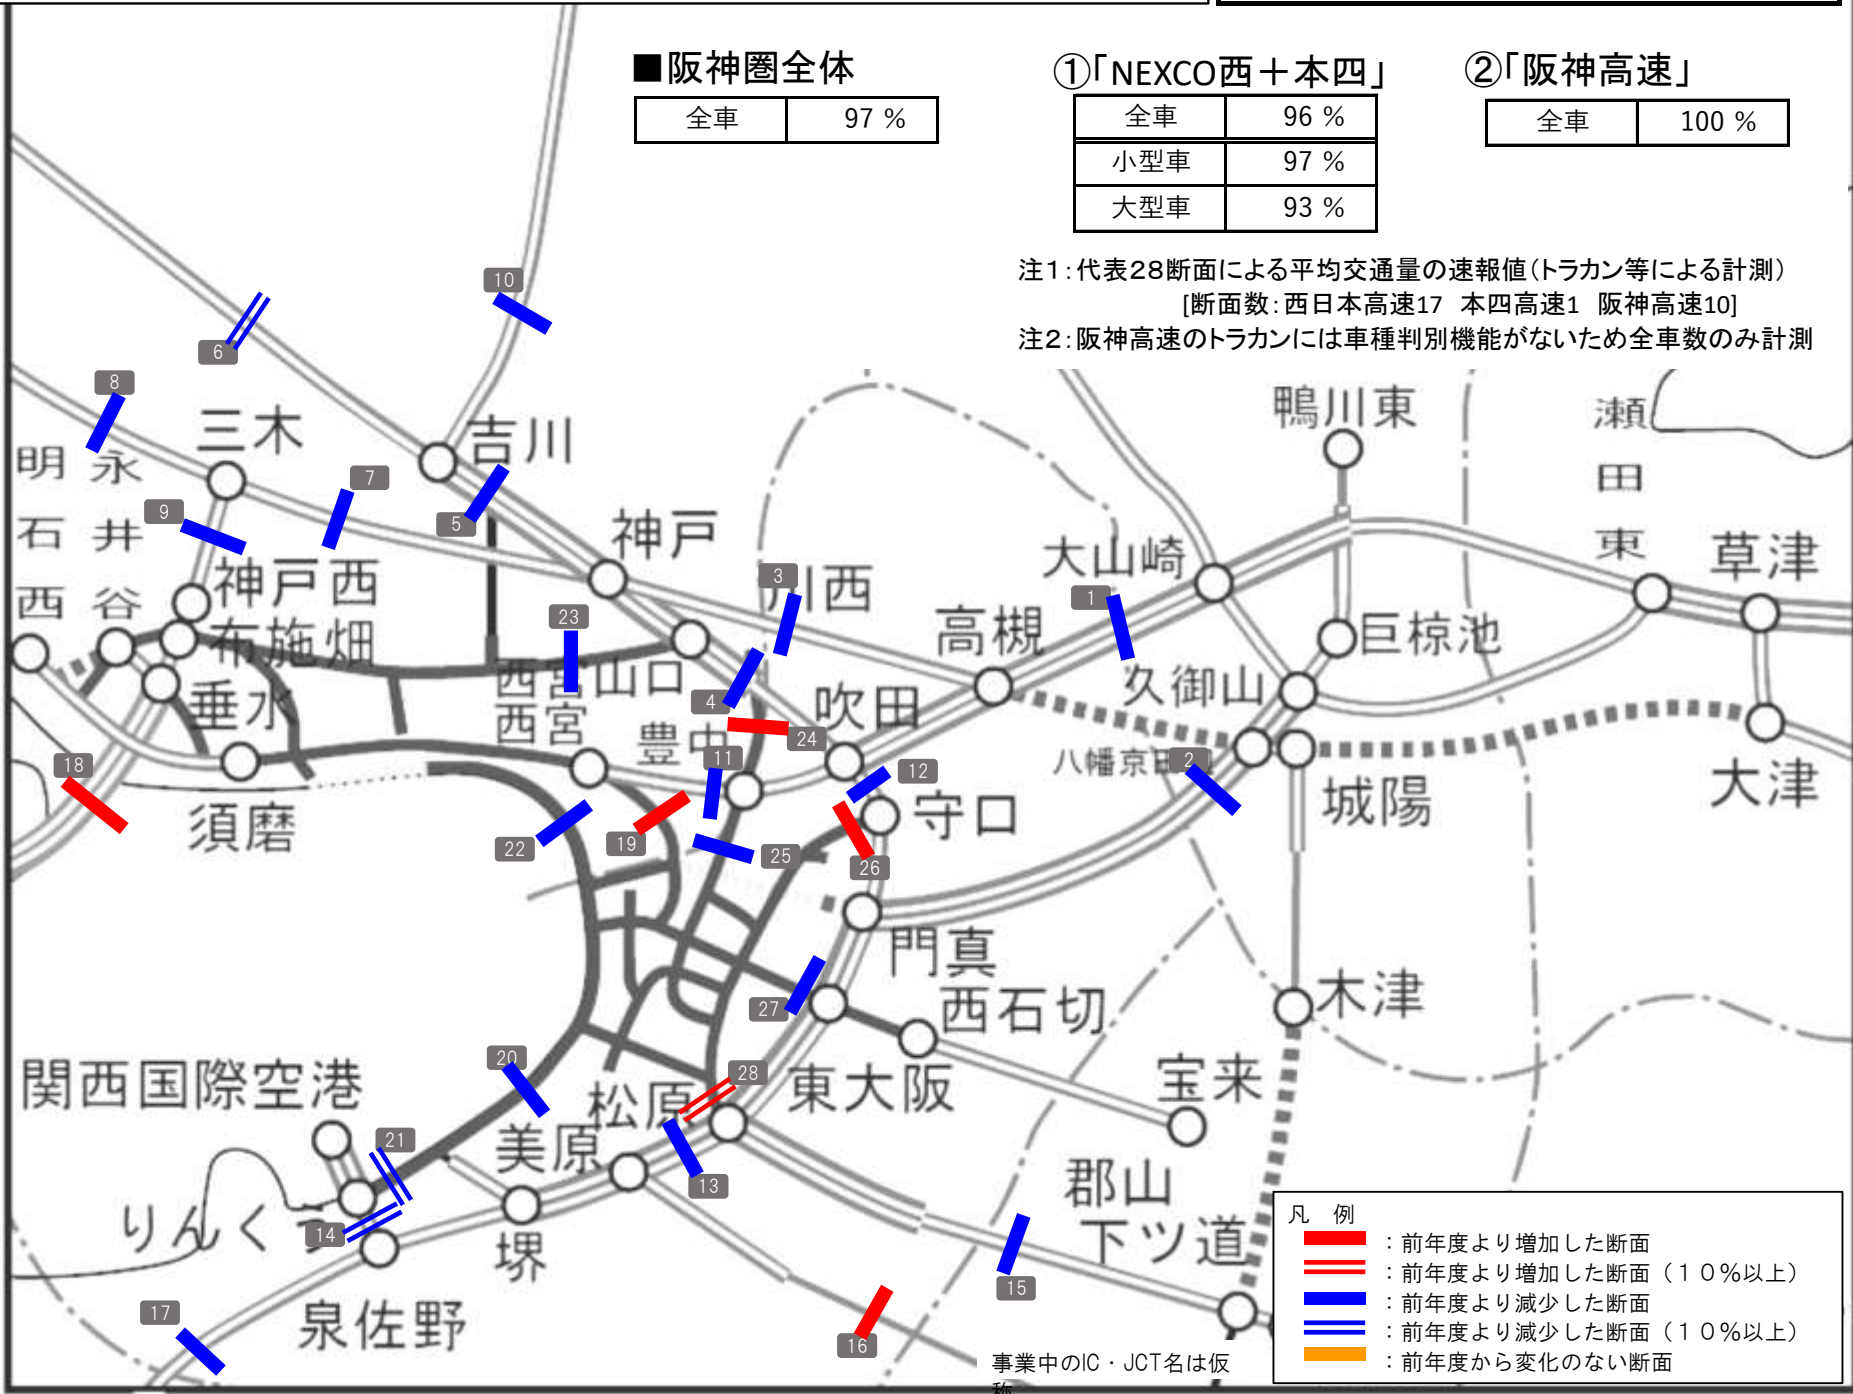 ■阪神圏全体
全車 97 %
①「NEXCO西＋本四」
全車 96 %
小型車 97 %
大型車 93 %
②「阪神高速」
全車 100 %
注1：代表28断面による平均交通量の速報値（トラカン等による計測）
[断面数：西日本高速17 本四高速1 阪神高速10]
注2：阪神高速のトラカンには車種判別機能がないため全車数のみ計測
10
6
8
三木
吉川
鴨川東
瀬田東
明石西
永井谷
7
9
5
神戸
大山崎
草津
神戸西
3
川西
1
23
高槻
巨椋池
布施畑
西宮山口
4
久御山
垂水
西宮
吹田
豊中
24
11
12
八幡京田
2
18
大津
城陽
須磨
守口
22
19
25
26
門真
27
西石切
木津
20
28
関西国際空港
松原
東大阪
宝来
21
美原
13
郡山
下ツ道
りんくう
14
堺
15
17
泉佐野
16
事業中のIC・JCT名は仮
称
凡 例
：前年度より増加した断面
：前年度より増加した断面（１０%以上）
：前年度より減少した断面
：前年度より減少した断面（１０%以上）
：前年度から変化のない断面